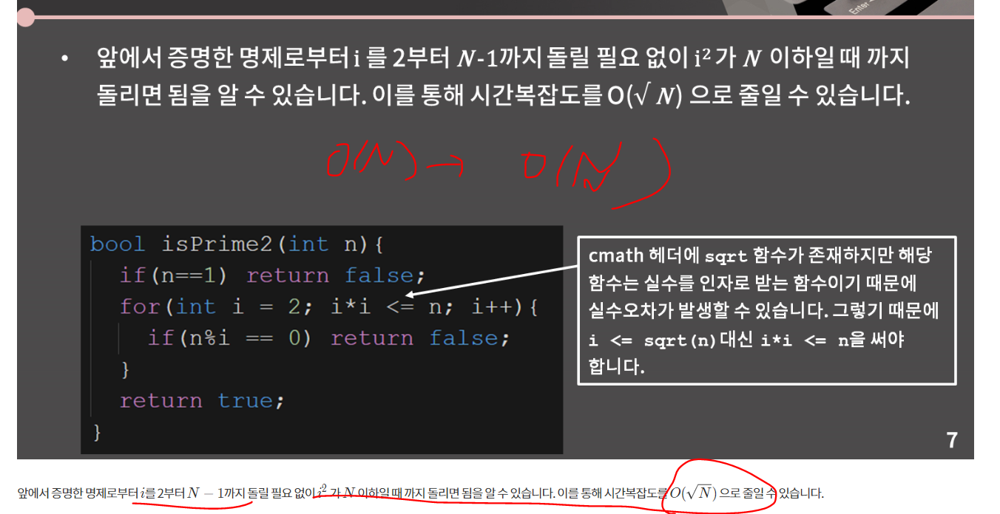 Enter
• 앞에서 증명한 명제로부터 i 를 2부터 N-1까지 돌릴 필요 없이 i² 가 N 이하일 때 까지
돌리면 됨을 알 수 있습니다. 이를 통해 시간복잡도를 O(√ N) 으로 줄일 수 있습니다.
O(N) →
bool isPrime2(int n){
if(n==1) return false;
for(int i = 2; i*i <= n; i++){
if(n%i == 0) return false;
}
return true;
}
cmath 헤더에 sqrt 함수가 존재하지만 해당
함수는 실수를 인자로 받는 함수이기 때문에
실수오차가 발생할 수 있습니다. 그렇기 때문에
i <= sqrt(n)대신 i*i <= n을 써야
합니다.
7
앞에서 증명한 명제로부터 i를 2부터 N − 1까지 돌릴 필요 없이 i² 가 N 이하일 때 까지 돌리면 됨을 알 수 있습니다. 이를 통해 시간복잡도를 O(√N) 으로 줄일 수 있습니다.